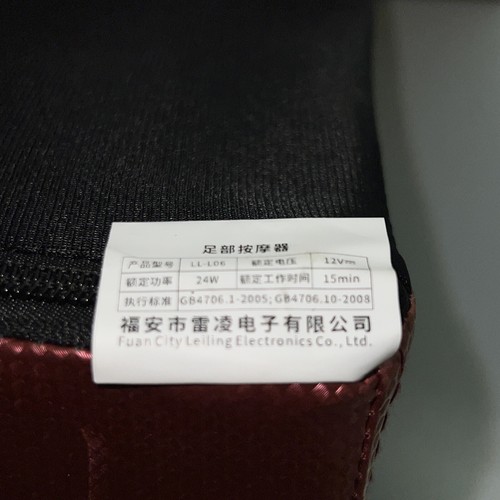 足部按摩器
产品型号 LL-L06 额定电压 12V⎓
额定功率 24W 额定工作时间 15min
执行标准 GB4706.1-2005; GB4706.10-2008
福安市雷凌电子有限公司
Fuan City Leiling Electronics Co., Ltd.